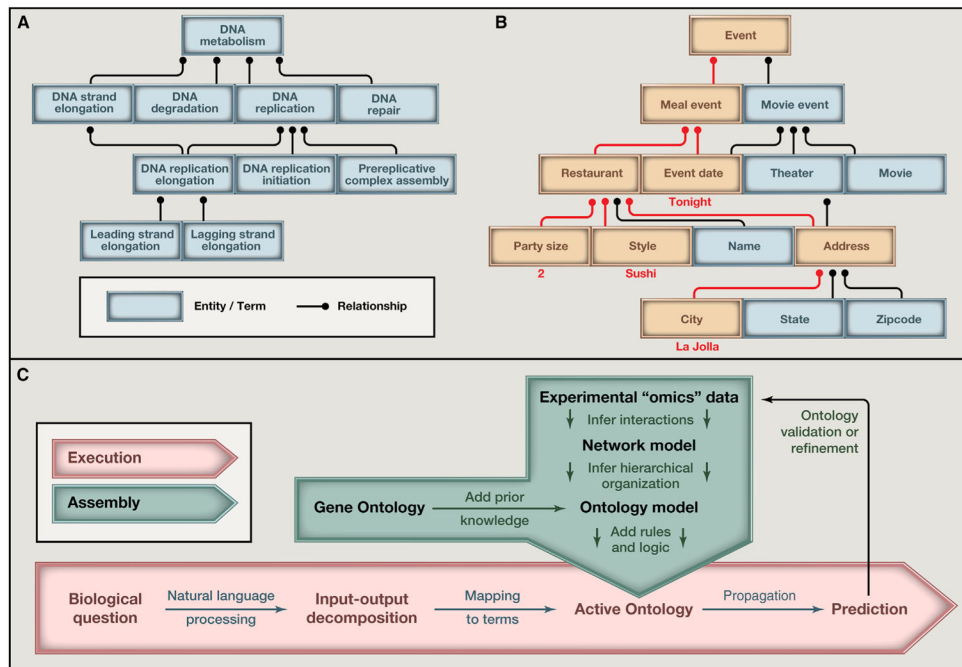 A
DNA
metabolism
DNA strand
elongation
DNA
degradation
DNA
replication
DNA
repair
DNA replication
elongation
DNA replication
initiation
Prereplicative
complex assembly
Leading strand
elongation
Lagging strand
elongation
Entity / Term
Relationship
B
Event
Meal event
Movie event
Restaurant
Event date
Theater
Movie
Tonight
Party size
Style
Name
Address
2
Sushi
City
State
Zipcode
La Jolla
C
Execution
Assembly
Experimental “omics” data
Infer interactions
Network model
Infer hierarchical
organization
Gene Ontology
Add prior
knowledge
Ontology model
Add rules
and logic
Ontology
validation or
refinement
Biological
question
Natural language
processing
Input-output
decomposition
Mapping
to terms
Active Ontology
Propagation
Prediction